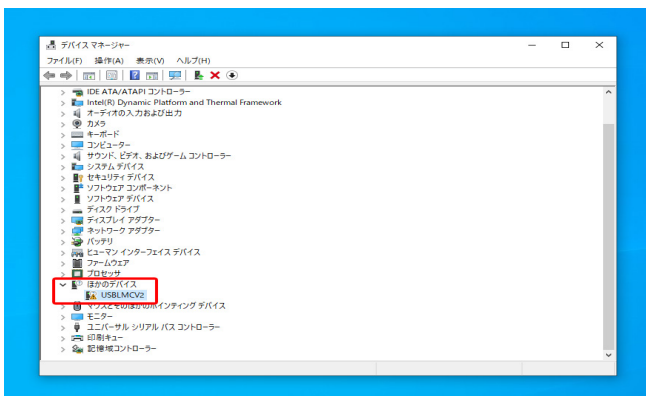 デバイス マネージャー
ファイル(F) 操作(A) 表示(V) ヘルプ(H)
IDE ATA/ATAPI コントローラー
Intel(R) Dynamic Platform and Thermal Framework
オーディオの入力および出力
カメラ
キーボード
コンピューター
サウンド、ビデオ、およびゲーム コントローラー
システム デバイス
セキュリティ デバイス
ソフトウェア コンポーネント
ソフトウェア デバイス
ディスク ドライブ
ディスプレイ アダプター
ネットワーク アダプター
バッテリ
ヒューマン インターフェイス デバイス
ファームウェア
プロセッサ
ほかのデバイス
USBLMCV2
マウスとそのほかのポインティング デバイス
モニター
ユニバーサル シリアル バス コントローラー
印刷キュー
記憶域コントローラー